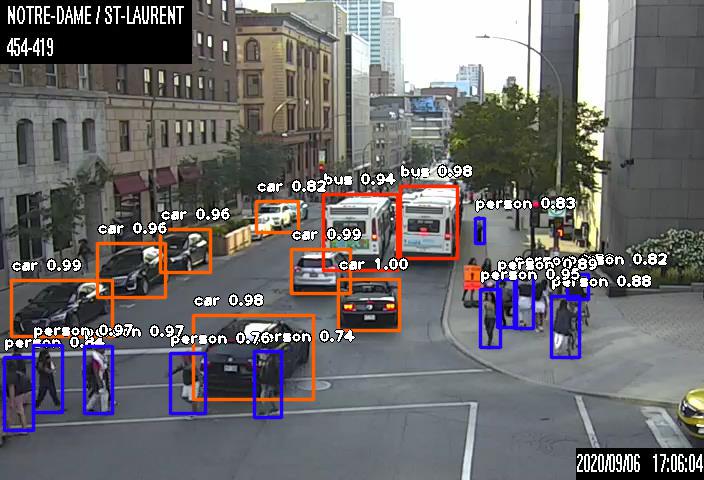 NOTRE-DAME / ST-LAURENT
454-419
car 0.82
bus 0.94
bus 0.98
person 0.83
car 0.96
car 0.96
car 0.99
car 1.00
car 0.99
person 0.82
person 0.95
person 0.88
car 0.98
person 0.97
0.97
person 0.76
person 0.74
2020/09/06 17:06:04